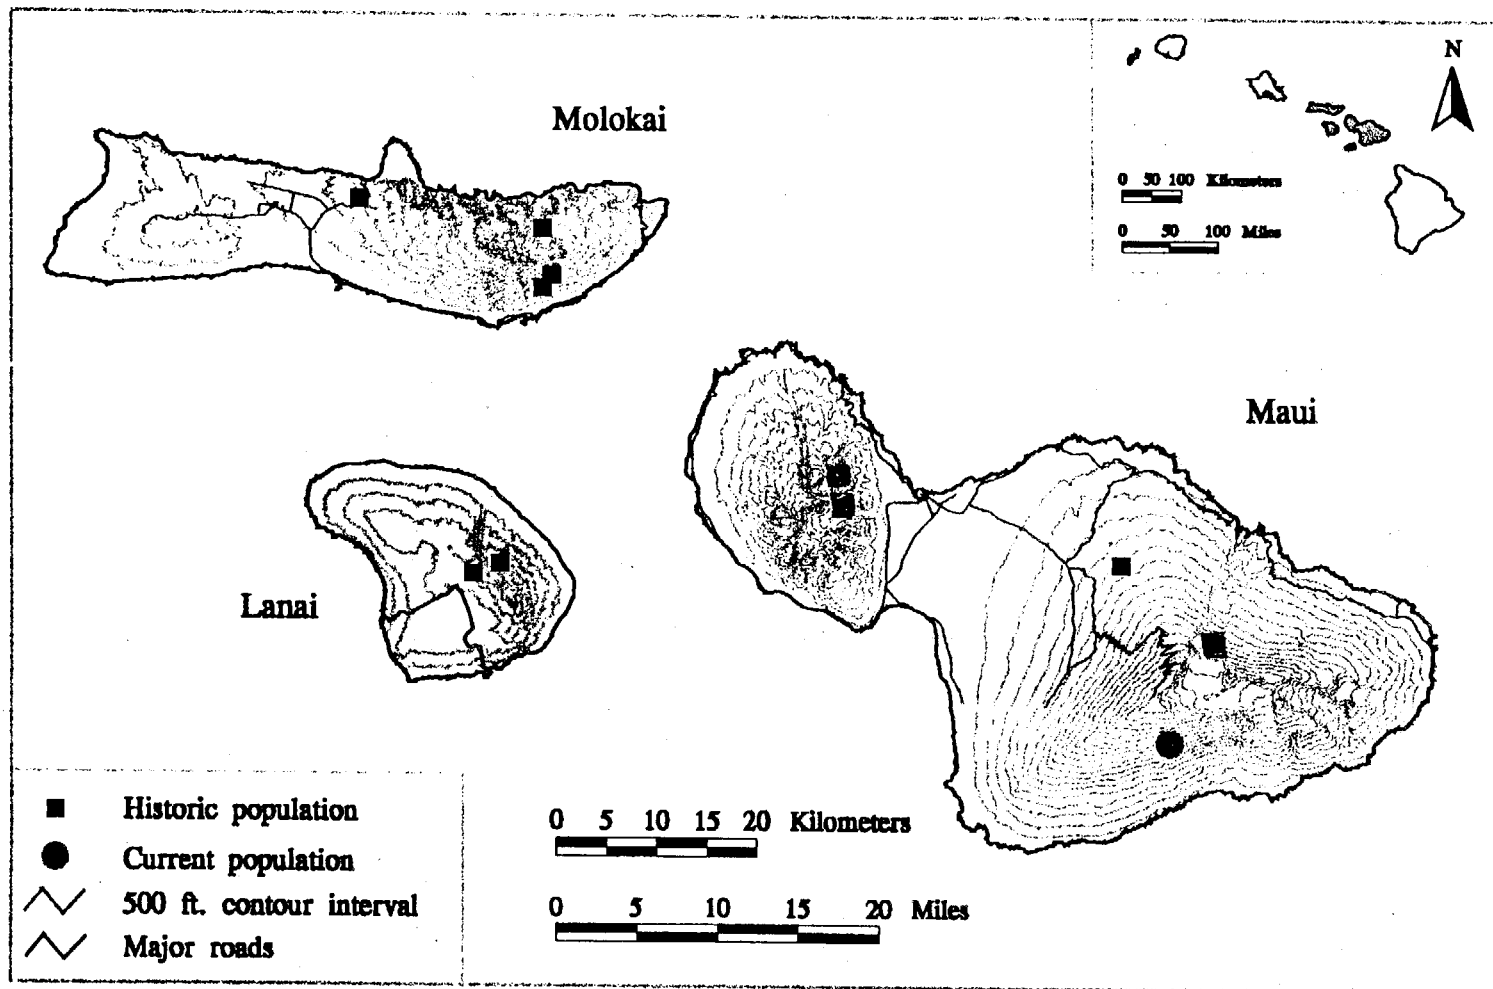 Molokai
N
0 50 100 Kilometers
0 50 100 Miles
Maui
Lanai
Historic population
Current population
500 ft. contour interval
Major roads
0 5 10 15 20 Kilometers
0 5 10 15 20 Miles